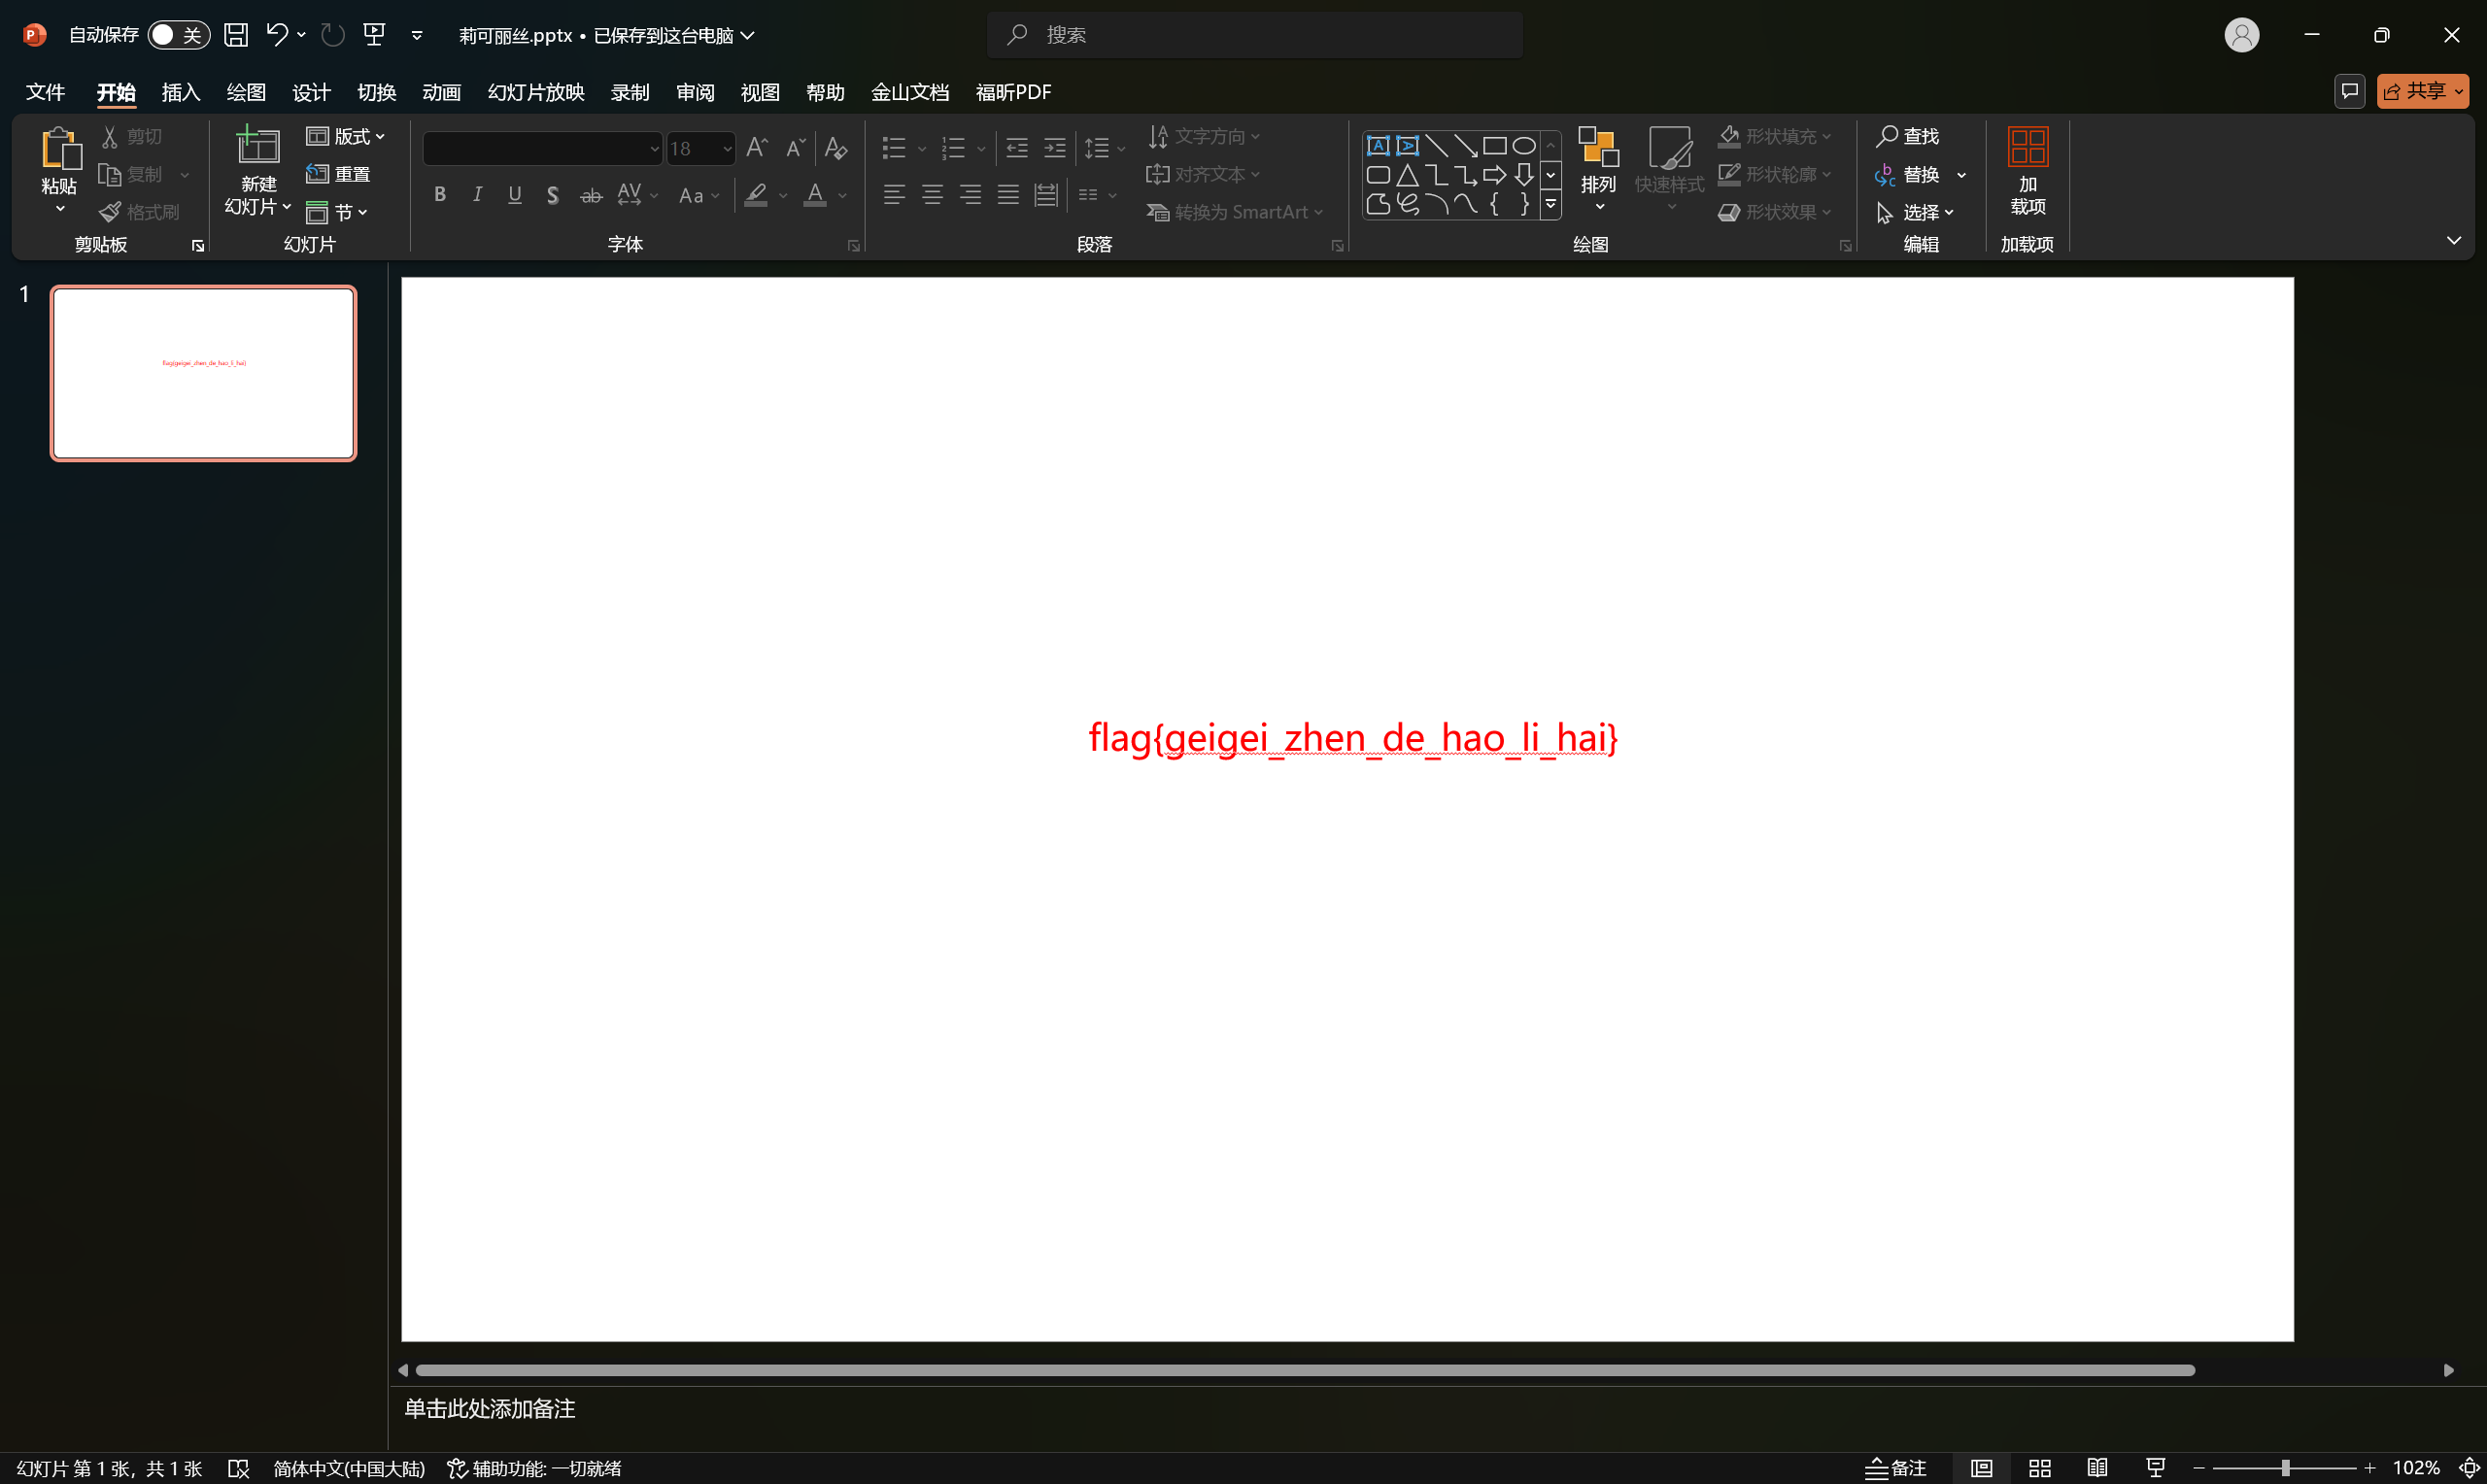 自动保存 关 莉可丽丝.pptx • 已保存到这台电脑 搜索
文件 开始 插入 绘图 设计 切换 动画 幻灯片放映 录制 审阅 视图 帮助 金山文档 福昕PDF 共享
粘贴
剪切
复制
格式刷
剪贴板
新建
幻灯片
版式
重置
节
幻灯片
18
字体
文字方向
对齐文本
转换为 SmartArt
段落
排列
快速样式
形状填充
形状轮廓
形状效果
绘图
查找
替换
选择
编辑
加
载项
加载项
1
flag{geigei_zhen_de_hao_li_hai}
flag{geigei_zhen_de_hao_li_hai}
单击此处添加备注
幻灯片 第 1 张，共 1 张 简体中文(中国大陆) 辅助功能: 一切就绪 备注 102%